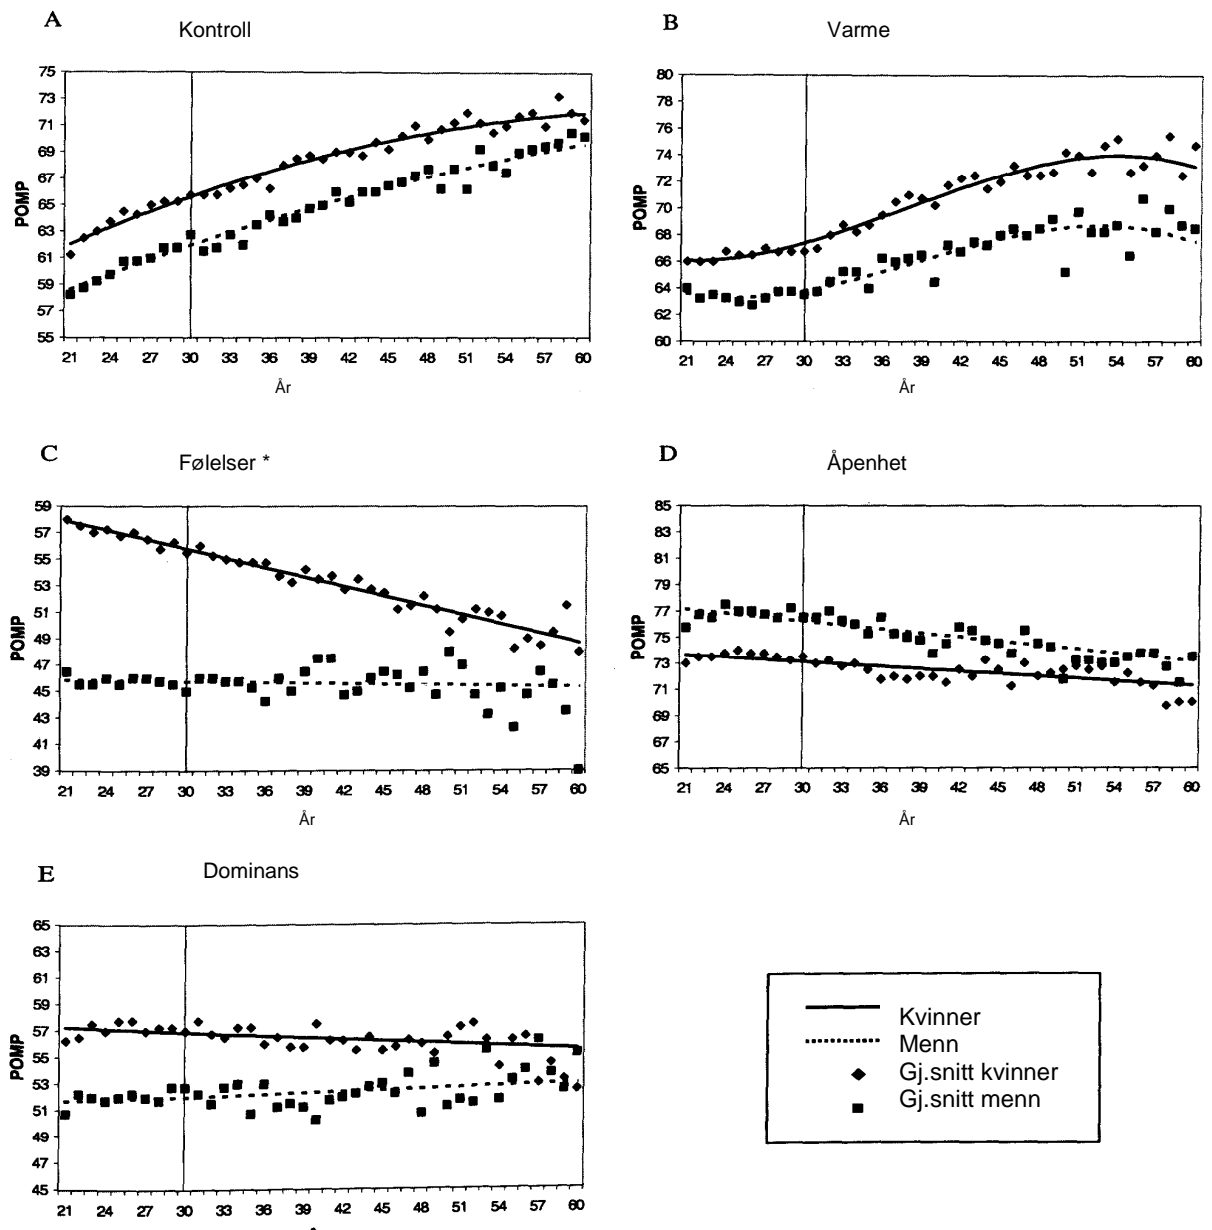 A
Kontroll
POMP
75
73
71
69
67
65
63
61
59
57
55
21 24 27 30 33 36 39 42 45 48 51 54 57 60
År
B
Varme
POMP
80
78
76
74
72
70
68
66
64
62
60
21 24 27 30 33 36 39 42 45 48 51 54 57 60
År
C
Følelser *
POMP
59
57
55
53
51
49
47
45
43
41
39
21 24 27 30 33 36 39 42 45 48 51 54 57 60
År
D
Åpenhet
POMP
85
83
81
79
77
75
73
71
69
67
65
21 24 27 30 33 36 39 42 45 48 51 54 57 60
År
E
Dominans
POMP
65
63
61
59
57
55
53
51
49
47
45
21 24 27 30 33 36 39 42 45 48 51 54 57 60
Kvinner
Menn
Gj.snitt kvinner
Gj.snitt menn